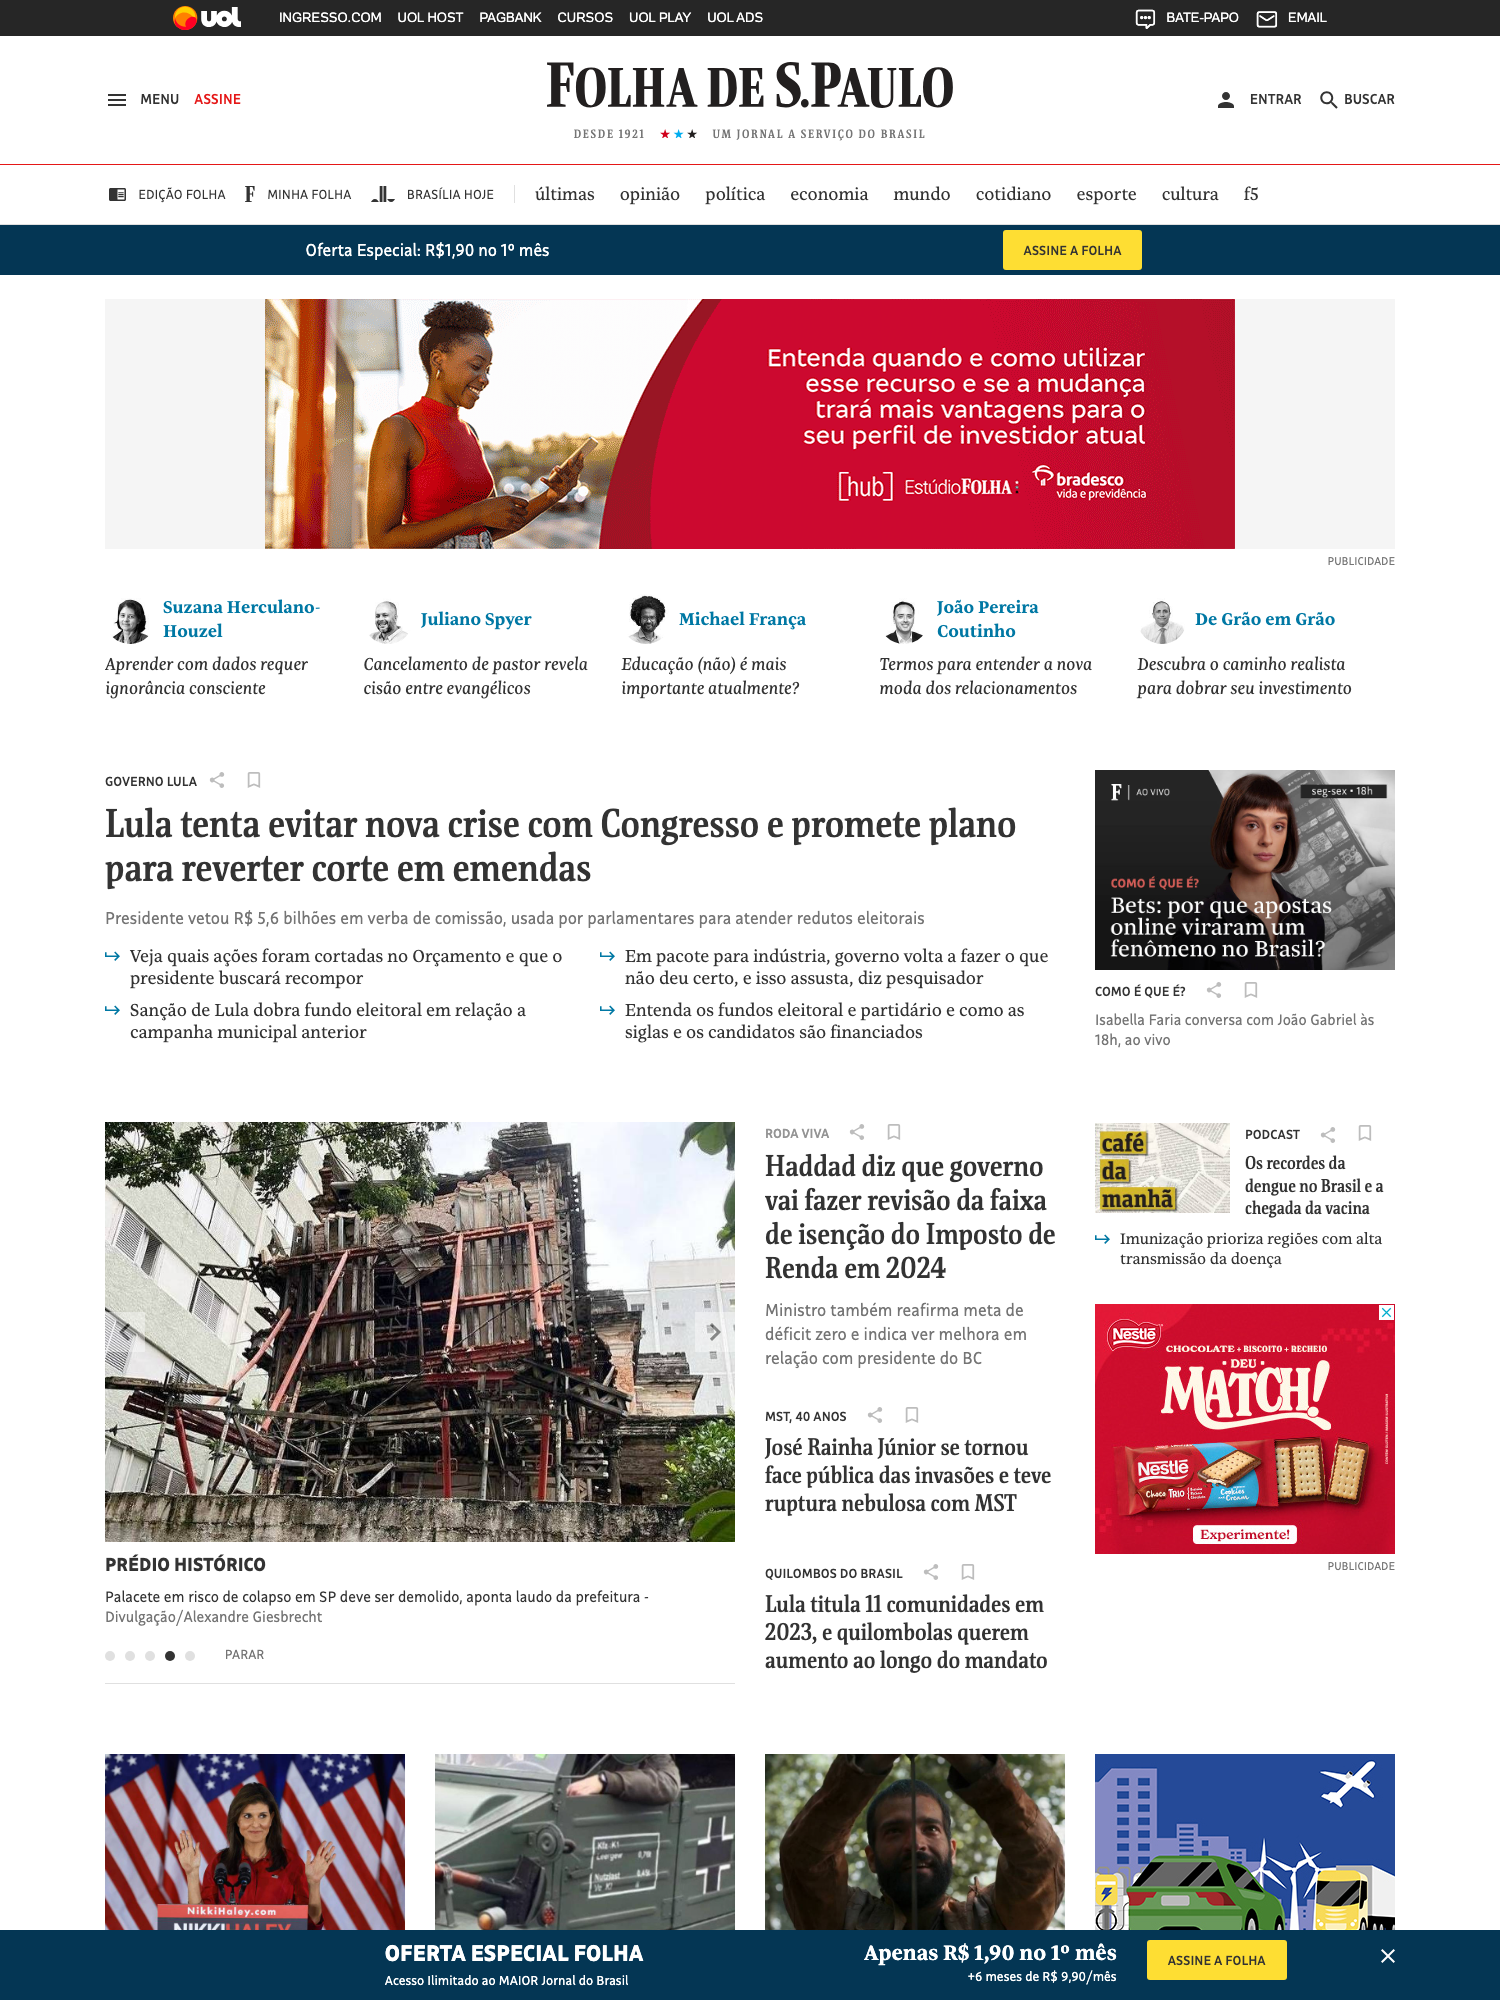 uol INGRESSO.COM UOL HOST PAGBANK CURSOS UOL PLAY UOL ADS BATE-PAPO EMAIL
MENU ASSINE FOLHA DE S.PAULO ENTRAR BUSCAR
DESDE 1921 ★★★ UM JORNAL A SERVIÇO DO BRASIL
EDIÇÃO FOLHA F MINHA FOLHA BRASÍLIA HOJE últimas opinião política economia mundo cotidiano esporte cultura f5
Oferta Especial: R$1,90 no 1º mês ASSINE A FOLHA
Entenda quando e como utilizar
esse recurso e se a mudança
trará mais vantagens para o
seu perfil de investidor atual
[hub] EstúdioFOLHA: bradesco
vida e previdência
PUBLICIDADE
Suzana Herculano-
Houzel
Aprender com dados requer
ignorância consciente
Juliano Spyer
Cancelamento de pastor revela
cisão entre evangélicos
Michael França
Educação (não) é mais
importante atualmente?
João Pereira
Coutinho
Termos para entender a nova
moda dos relacionamentos
De Grão em Grão
Descubra o caminho realista
para dobrar seu investimento
GOVERNO LULA
Lula tenta evitar nova crise com Congresso e promete plano
para reverter corte em emendas
Presidente vetou R$ 5,6 bilhões em verba de comissão, usada por parlamentares para atender redutos eleitorais
Veja quais ações foram cortadas no Orçamento e que o
presidente buscará recompor
Sanção de Lula dobra fundo eleitoral em relação a
campanha municipal anterior
Em pacote para indústria, governo volta a fazer o que
não deu certo, e isso assusta, diz pesquisador
Entenda os fundos eleitoral e partidário e como as
siglas e os candidatos são financiados
F | AO VIVO seg-sex • 18h
COMO É QUE É?
Bets: por que apostas
online viraram um
fenômeno no Brasil?
COMO É QUE É?
Isabella Faria conversa com João Gabriel às
18h, ao vivo
PRÉDIO HISTÓRICO
Palacete em risco de colapso em SP deve ser demolido, aponta laudo da prefeitura -
Divulgação/Alexandre Giesbrecht
PARAR
RODA VIVA
Haddad diz que governo
vai fazer revisão da faixa
de isenção do Imposto de
Renda em 2024
Ministro também reafirma meta de
déficit zero e indica ver melhora em
relação com presidente do BC
MST, 40 ANOS
José Rainha Júnior se tornou
face pública das invasões e teve
ruptura nebulosa com MST
QUILOMBOS DO BRASIL
Lula titula 11 comunidades em
2023, e quilombolas querem
aumento ao longo do mandato
café
da
manhã
PODCAST
Os recordes da
dengue no Brasil e a
chegada da vacina
Imunização prioriza regiões com alta
transmissão da doença
Nestlé
CHOCOLATE + BISCOITO + RECHEIO
• DEU •
MATCH!
Nestlé
Choco TRIO
Cookies
Cream
Experimente!
PUBLICIDADE
NikkiHaley.com
NIKKI HALEY
Kfz K1
Leergew
Nutzlast
OFERTA ESPECIAL FOLHA
Acesso Ilimitado ao MAIOR Jornal do Brasil
Apenas R$ 1,90 no 1º mês
+6 meses de R$ 9,90/mês
ASSINE A FOLHA